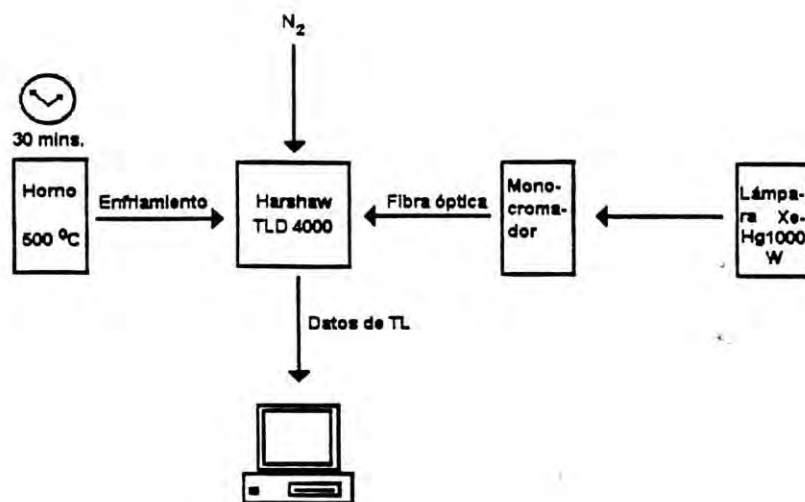 N2
30 mins.
Horno
500 ºC
Enfriamiento
Harshaw
TLD 4000
Fibra óptica
Mono-
croma-
dor
Lámpa-
ra Xe-
Hg1000
W
Datos de TL